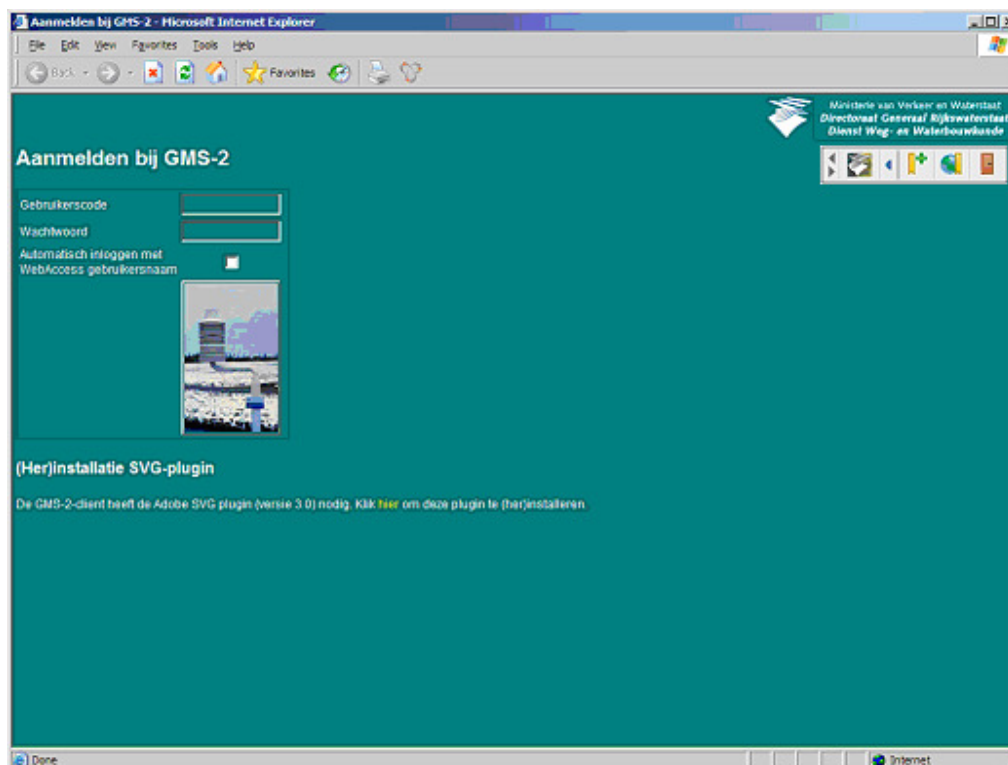 Aanmelden bij GMS-2 - Microsoft Internet Explorer
File Edit View Favorites Tools Help
Back Favorites
Ministerie van Verkeer en Waterstaat
Directoraat Generaal Rijkswaterstaat
Dienst Weg- en Waterbouwkunde
Aanmelden bij GMS-2
Gebruikerscode
Wachtwoord
Automatisch inloggen met
WebAccess gebruikersnaam
(Her)installatie SVG-plugin
De GMS-2-client heeft de Adobe SVG plugin (versie 3.0) nodig. Klik hier om deze plugin te (her)installeren.
Done Internet